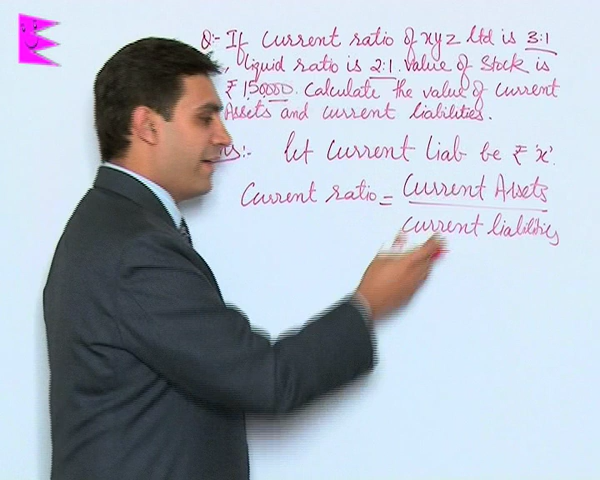 Q:- If current ratio of xyz ltd is 3:1
, liquid ratio is 2:1. Value of Stock is
₹ 150000. Calculate the value of current
Assets and current liabilities.
Ans:- let current liab be ₹ 'x'.
Current ratio = Current Assets
current liabilities